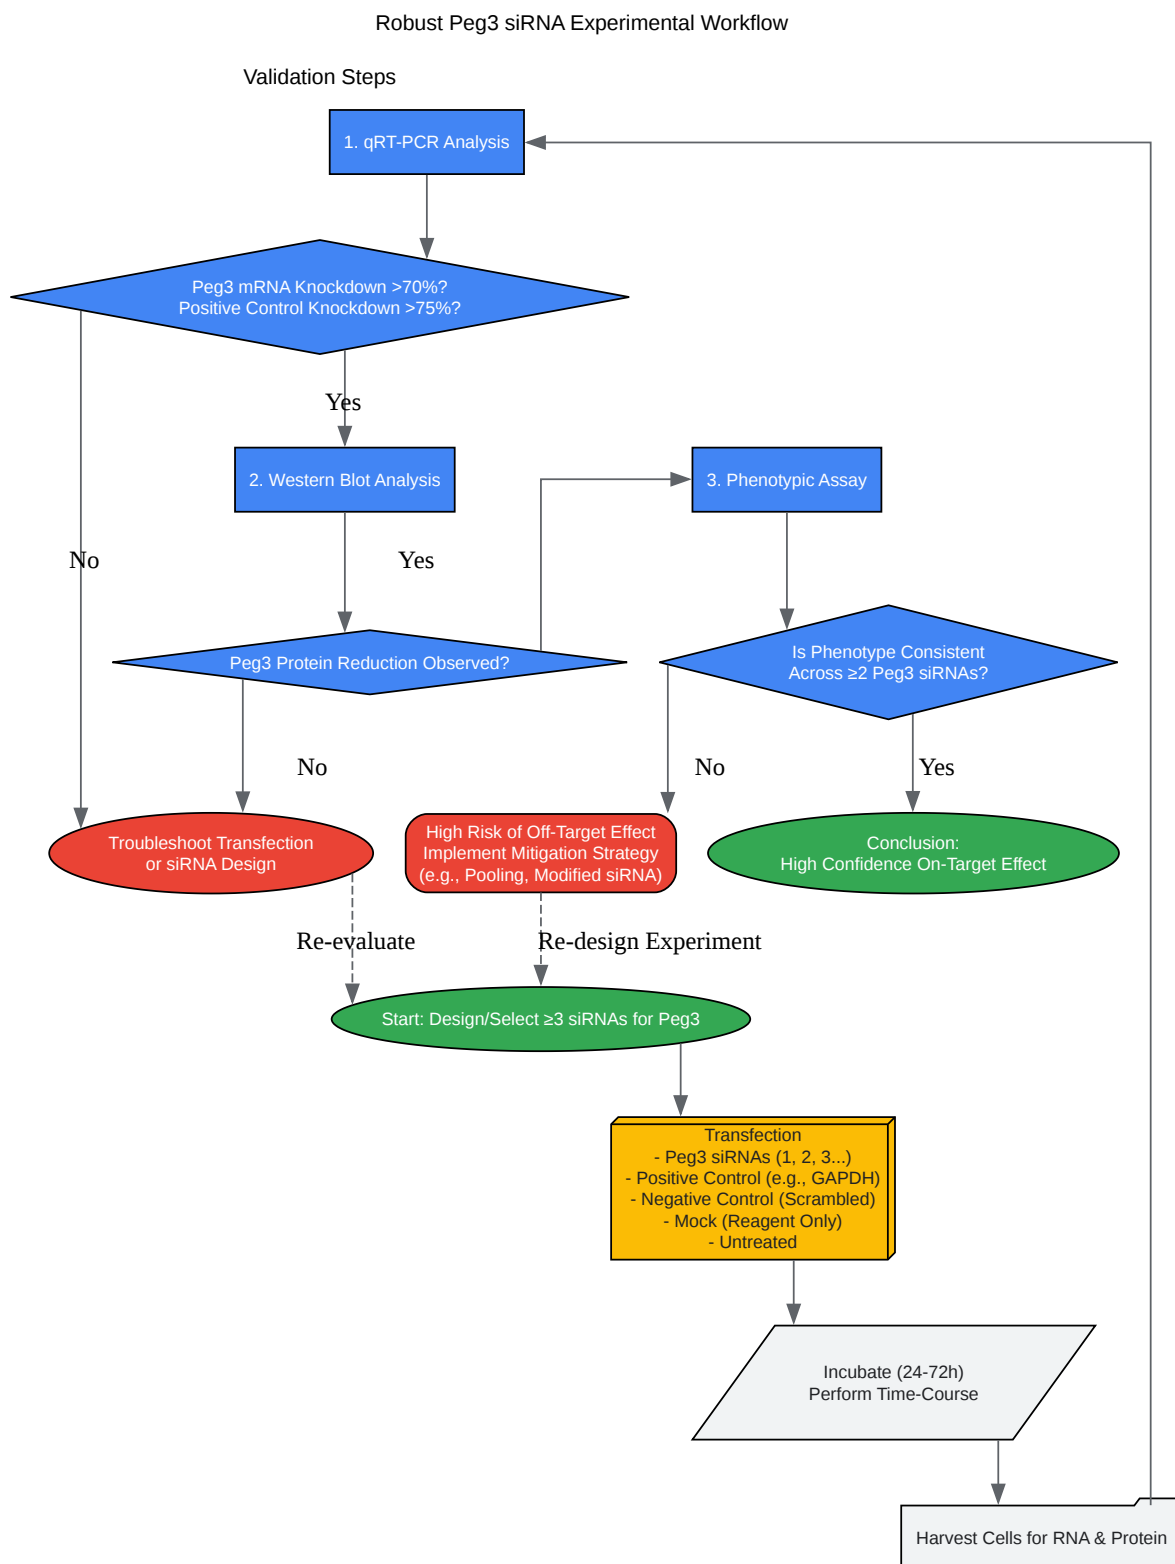 Robust Peg3 siRNA Experimental Workflow
Validation Steps
1. qRT-PCR Analysis
Peg3 mRNA Knockdown >70%?
Positive Control Knockdown >75%?
Yes
2. Western Blot Analysis
3. Phenotypic Assay
No
Yes
Peg3 Protein Reduction Observed?
Is Phenotype Consistent
Across ≥2 Peg3 siRNAs?
No
No
Yes
Troubleshoot Transfection
or siRNA Design
High Risk of Off-Target Effect
Implement Mitigation Strategy
(e.g., Pooling, Modified siRNA)
Conclusion:
High Confidence On-Target Effect
Re-evaluate
Re-design Experiment
Start: Design/Select ≥3 siRNAs for Peg3
Transfection
- Peg3 siRNAs (1, 2, 3...)
- Positive Control (e.g., GAPDH)
- Negative Control (Scrambled)
- Mock (Reagent Only)
- Untreated
Incubate (24-72h)
Perform Time-Course
Harvest Cells for RNA & Protein